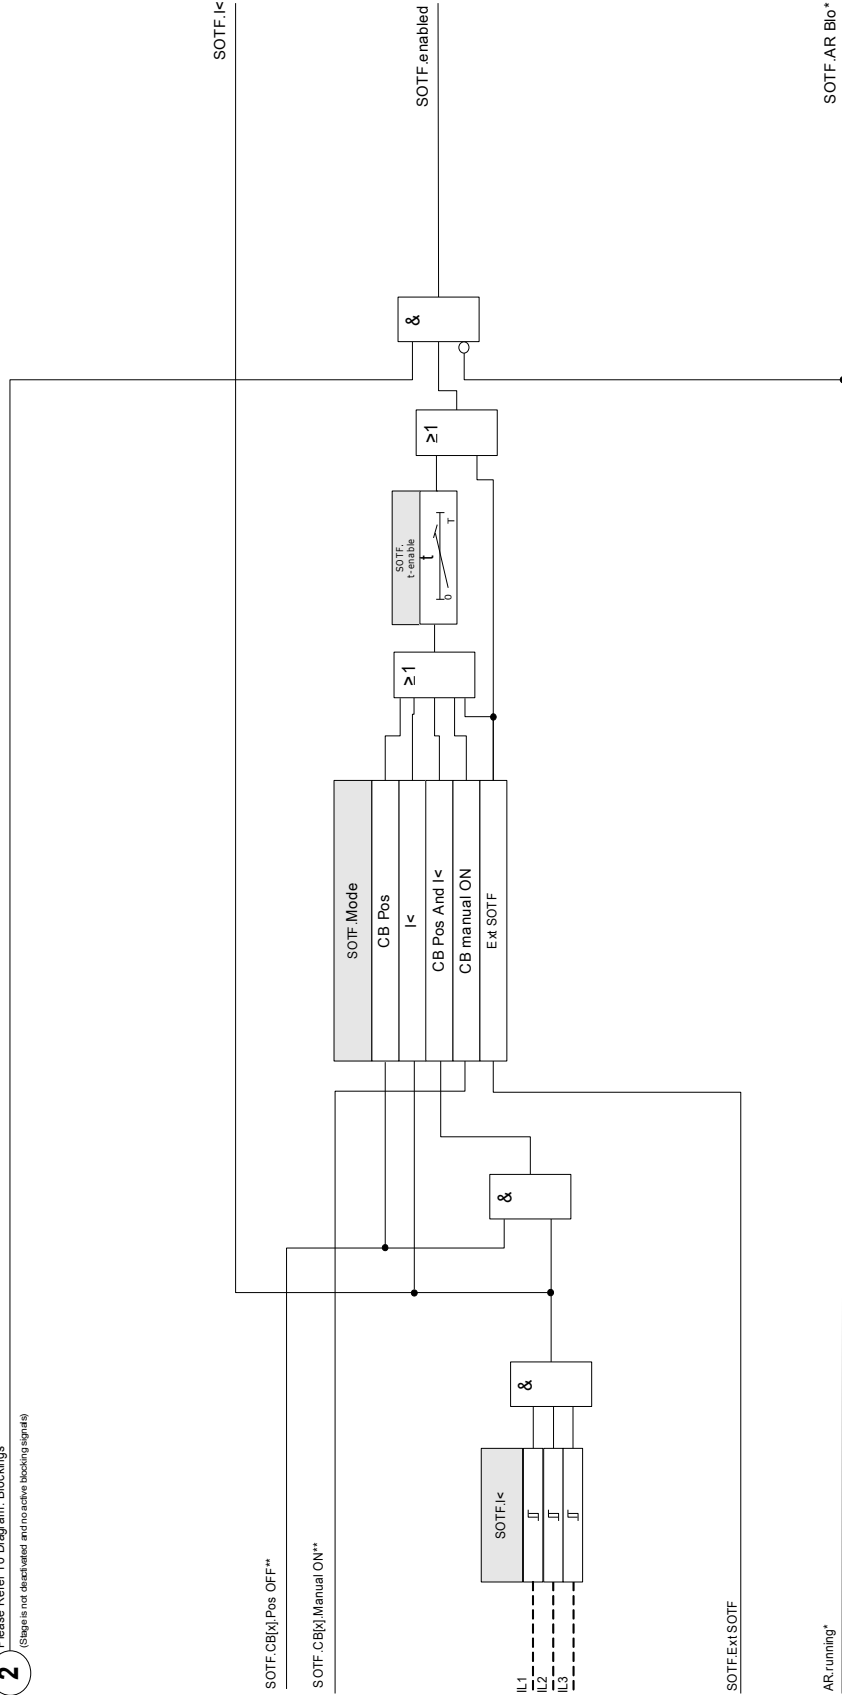 2
Please Refer To Diagram: Blockings
(Stage is not deactivated and no active blocking signals)
SOTF.I<
SOTF.CB[x].Pos OFF**
SOTF.CB[x].Manual ON**
SOTF.Mode
CB Pos
I<
CB Pos And I<
CB manual ON
Ext SOTF
≥1
SOTF.
t-enable
t
0
T
≥1
&
SOTF.enabled
&
&
SOTF.I<
IL1
IL2
IL3
SOTF.Ext SOTF
AR.running*
SOTF.AR Blo*